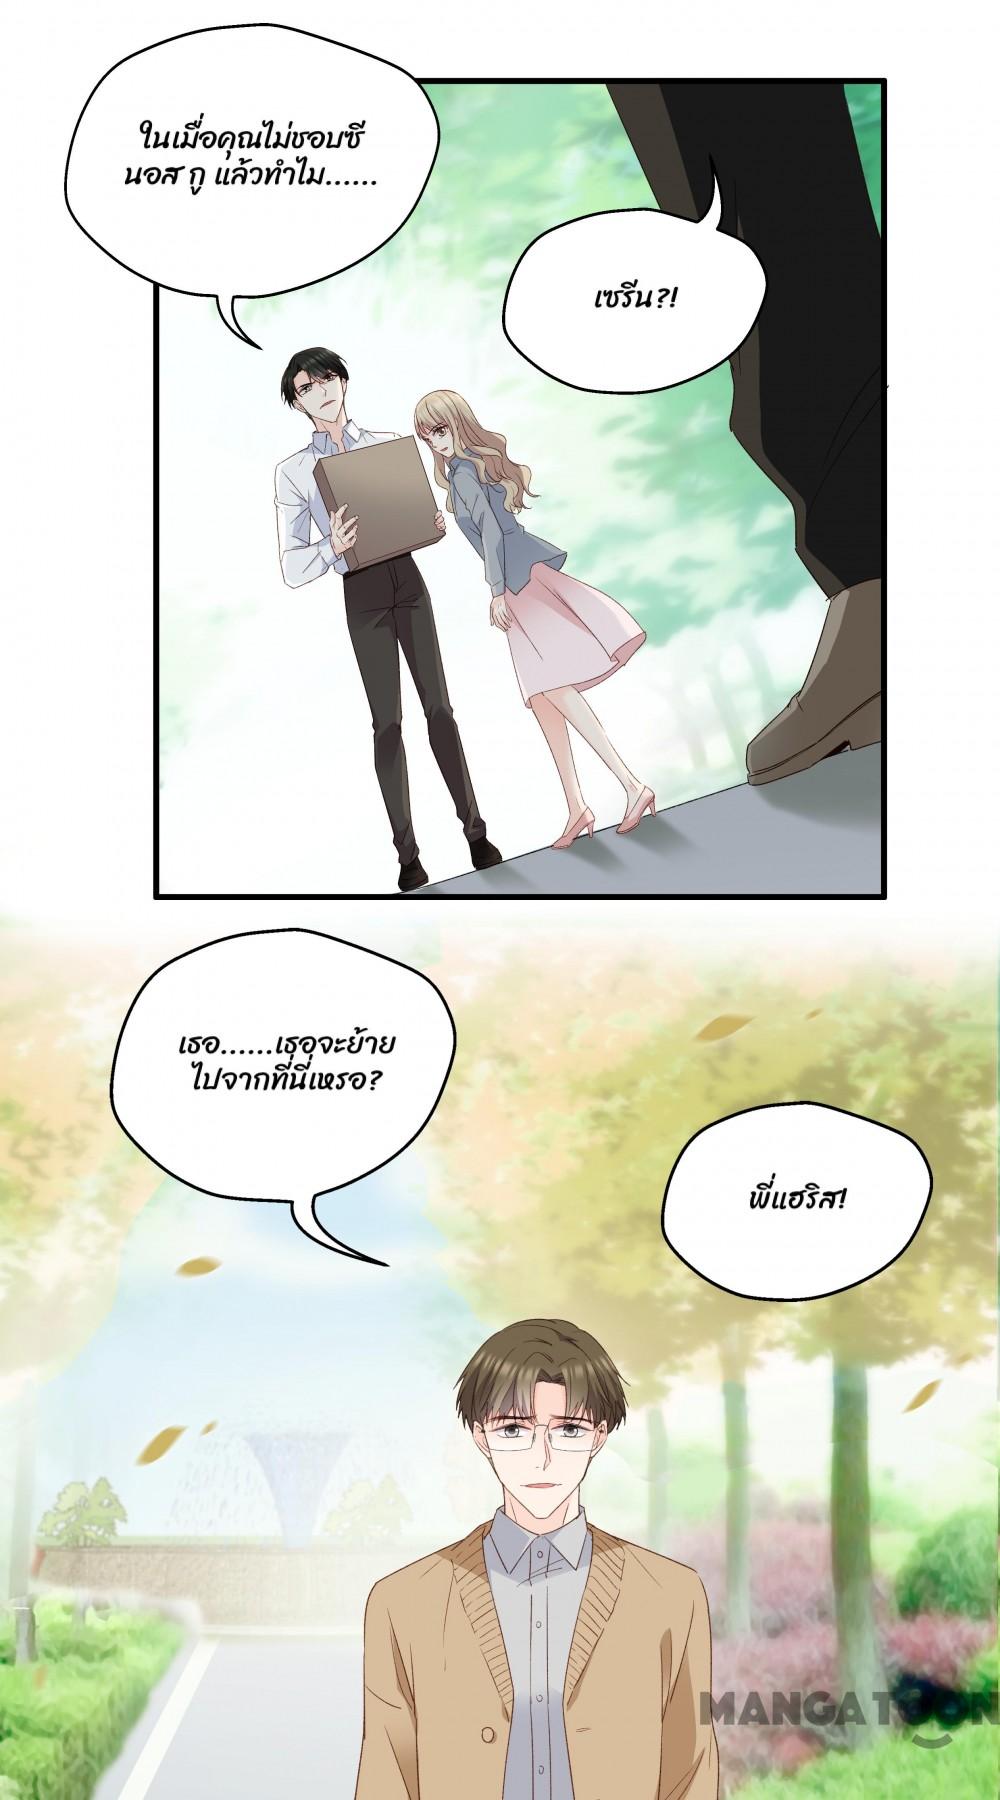 ในเมื่อคุณไม่ชอบซี
นอส กู แล้วทำไม......
เซรีน?!
เธอ......เธอจะย้าย
ไปจากที่นี่เหรอ?
พี่แฮริส!
MANGATOON